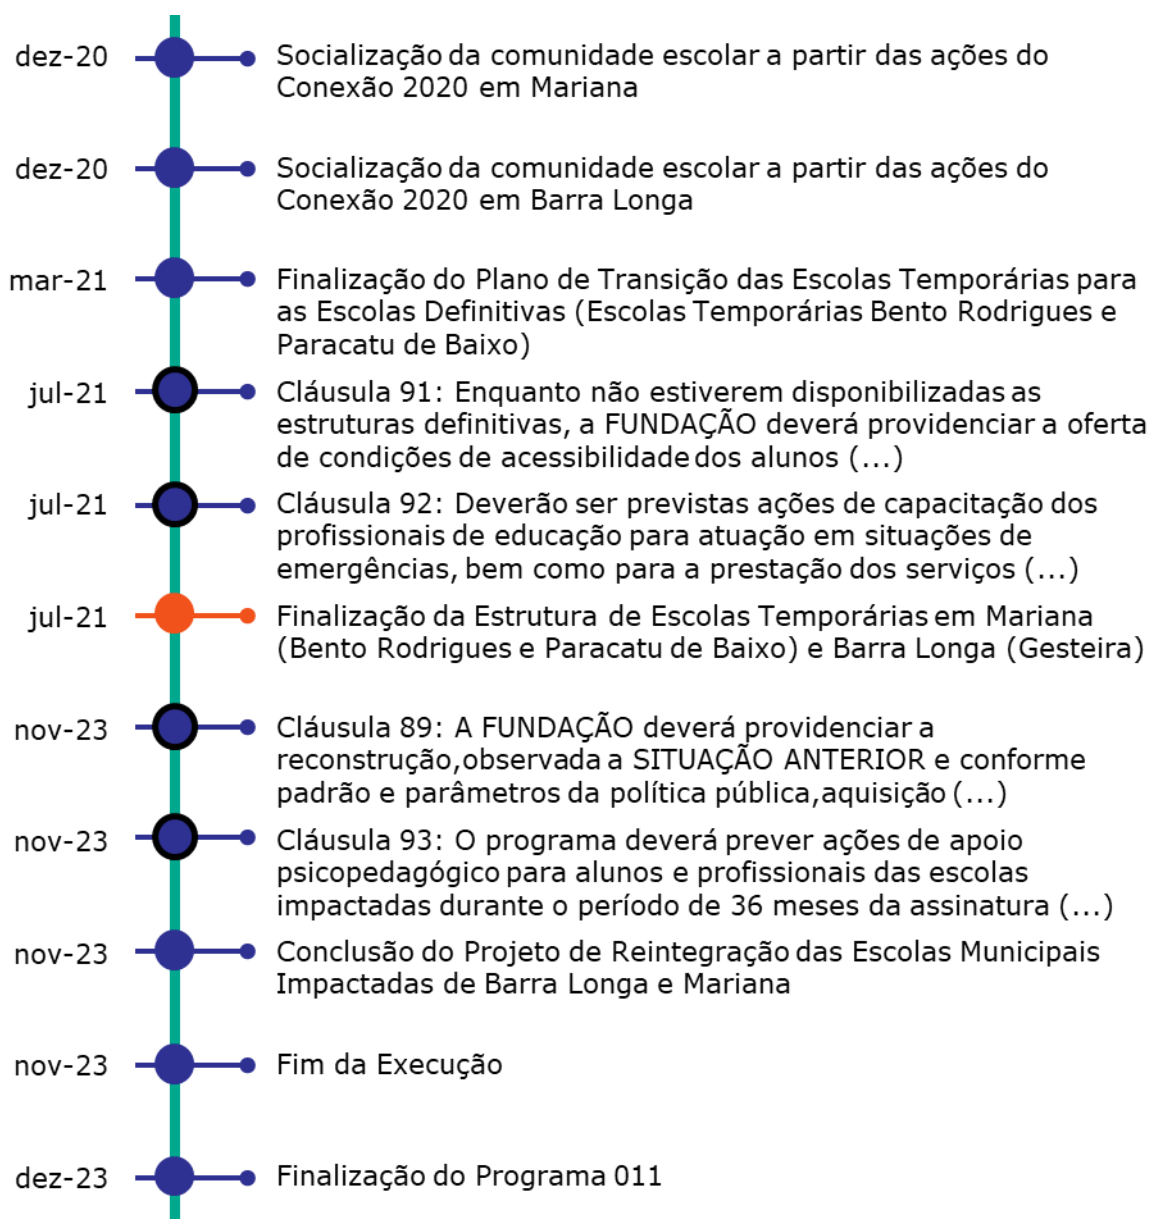 dez-20 Socialização da comunidade escolar a partir das ações do
Conexão 2020 em Mariana
dez-20 Socialização da comunidade escolar a partir das ações do
Conexão 2020 em Barra Longa
mar-21 Finalização do Plano de Transição das Escolas Temporárias para
as Escolas Definitivas (Escolas Temporárias Bento Rodrigues e
Paracatu de Baixo)
jul-21 Cláusula 91: Enquanto não estiverem disponibilizadas as
estruturas definitivas, a FUNDAÇÃO deverá providenciar a oferta
de condições de acessibilidade dos alunos (...)
jul-21 Cláusula 92: Deverão ser previstas ações de capacitação dos
profissionais de educação para atuação em situações de
emergências, bem como para a prestação dos serviços (...)
jul-21 Finalização da Estrutura de Escolas Temporárias em Mariana
(Bento Rodrigues e Paracatu de Baixo) e Barra Longa (Gesteira)
nov-23 Cláusula 89: A FUNDAÇÃO deverá providenciar a
reconstrução,observada a SITUAÇÃO ANTERIOR e conforme
padrão e parâmetros da política pública,aquisição (...)
nov-23 Cláusula 93: O programa deverá prever ações de apoio
psicopedagógico para alunos e profissionais das escolas
impactadas durante o período de 36 meses da assinatura (...)
nov-23 Conclusão do Projeto de Reintegração das Escolas Municipais
Impactadas de Barra Longa e Mariana
nov-23 Fim da Execução
dez-23 Finalização do Programa 011